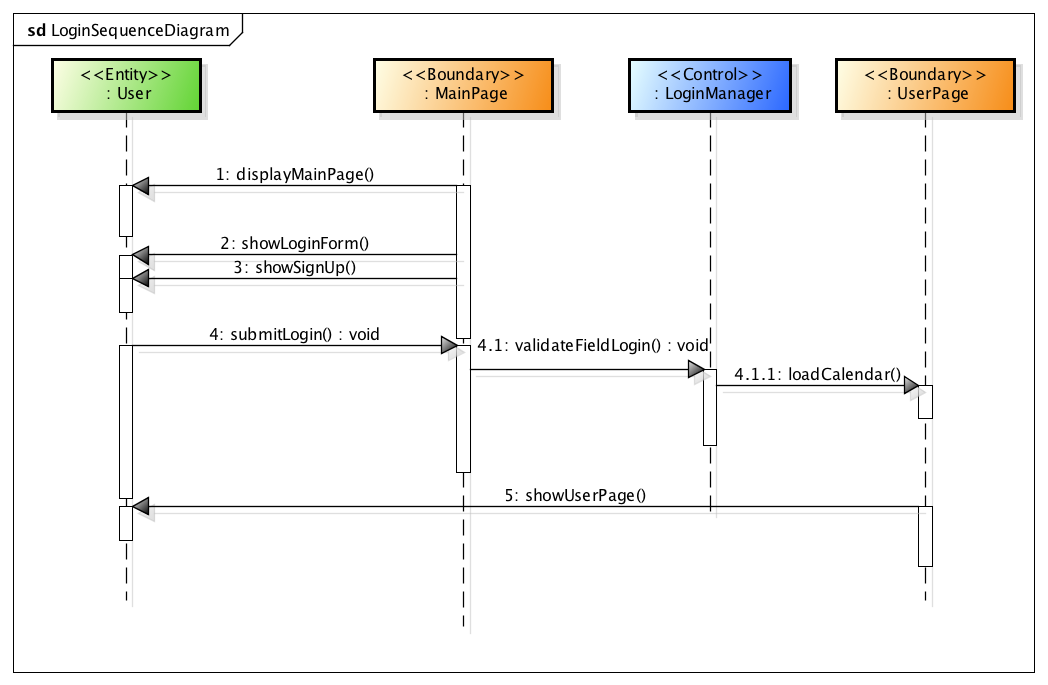 sd LoginSequenceDiagram
<<Entity>>
: User
<<Boundary>>
: MainPage
<<Control>>
: LoginManager
<<Boundary>>
: UserPage
1: displayMainPage()
2: showLoginForm()
3: showSignUp()
4: submitLogin() : void
4.1: validateFieldLogin() : void
4.1.1: loadCalendar()
5: showUserPage()